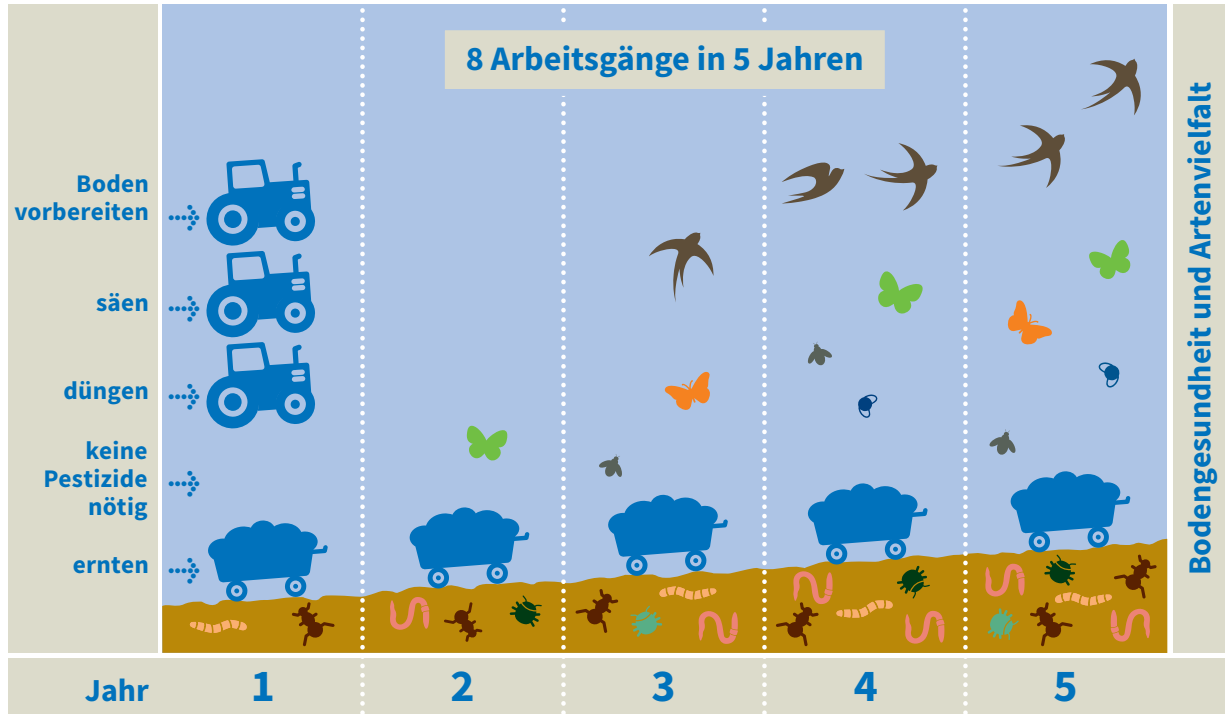 8 Arbeitsgänge in 5 Jahren
Boden
vorbereiten
säen
düngen
keine
Pestizide
nötig
ernten
Bodengesundheit und Artenvielfalt
Jahr 1 2 3 4 5